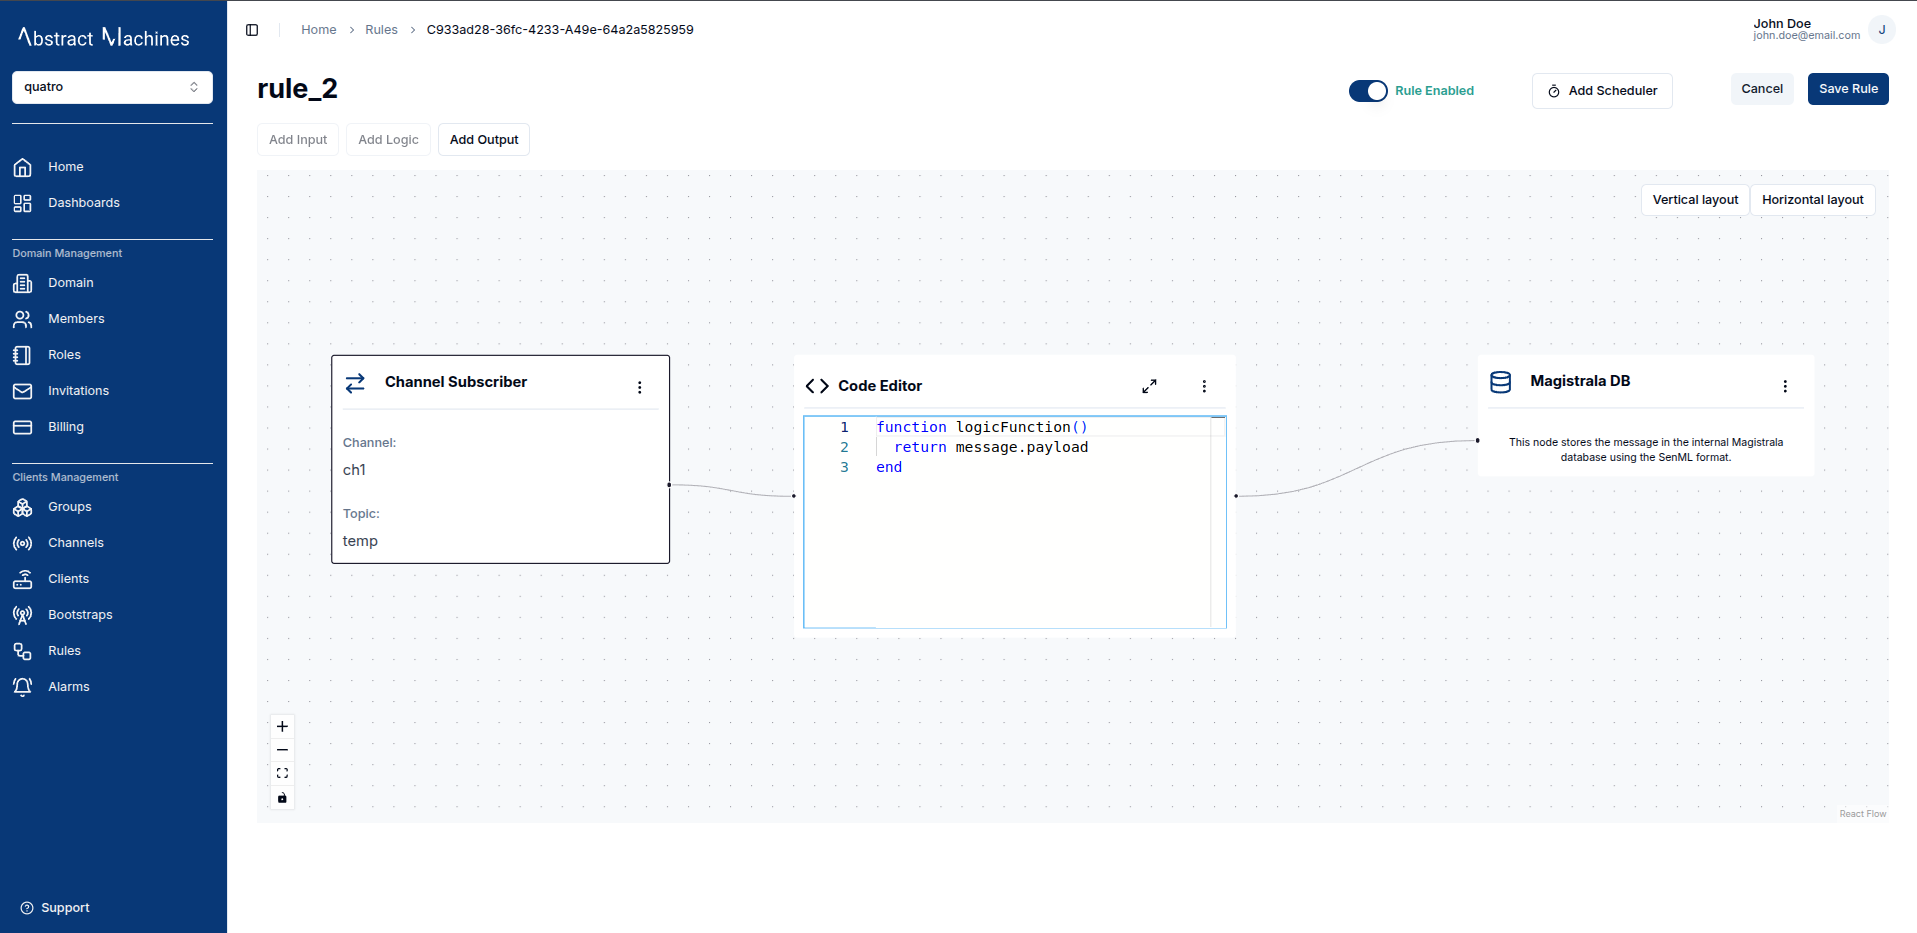 Abstract Machines
quatro
Home
Dashboards
Domain Management
Domain
Members
Roles
Invitations
Billing
Clients Management
Groups
Channels
Clients
Bootstraps
Rules
Alarms
Support
Home > Rules > C933ad28-36fc-4233-A49e-64a2a5825959
John Doe
john.doe@email.com
J
rule_2
Rule Enabled
Add Scheduler
Cancel
Save Rule
Add Input
Add Logic
Add Output
Vertical layout
Horizontal layout
Channel Subscriber
Channel:
ch1
Topic:
temp
Code Editor
1 function logicFunction()
2   return message.payload
3 end
Magistrala DB
This node stores the message in the internal Magistrala
database using the SenML format.
React Flow